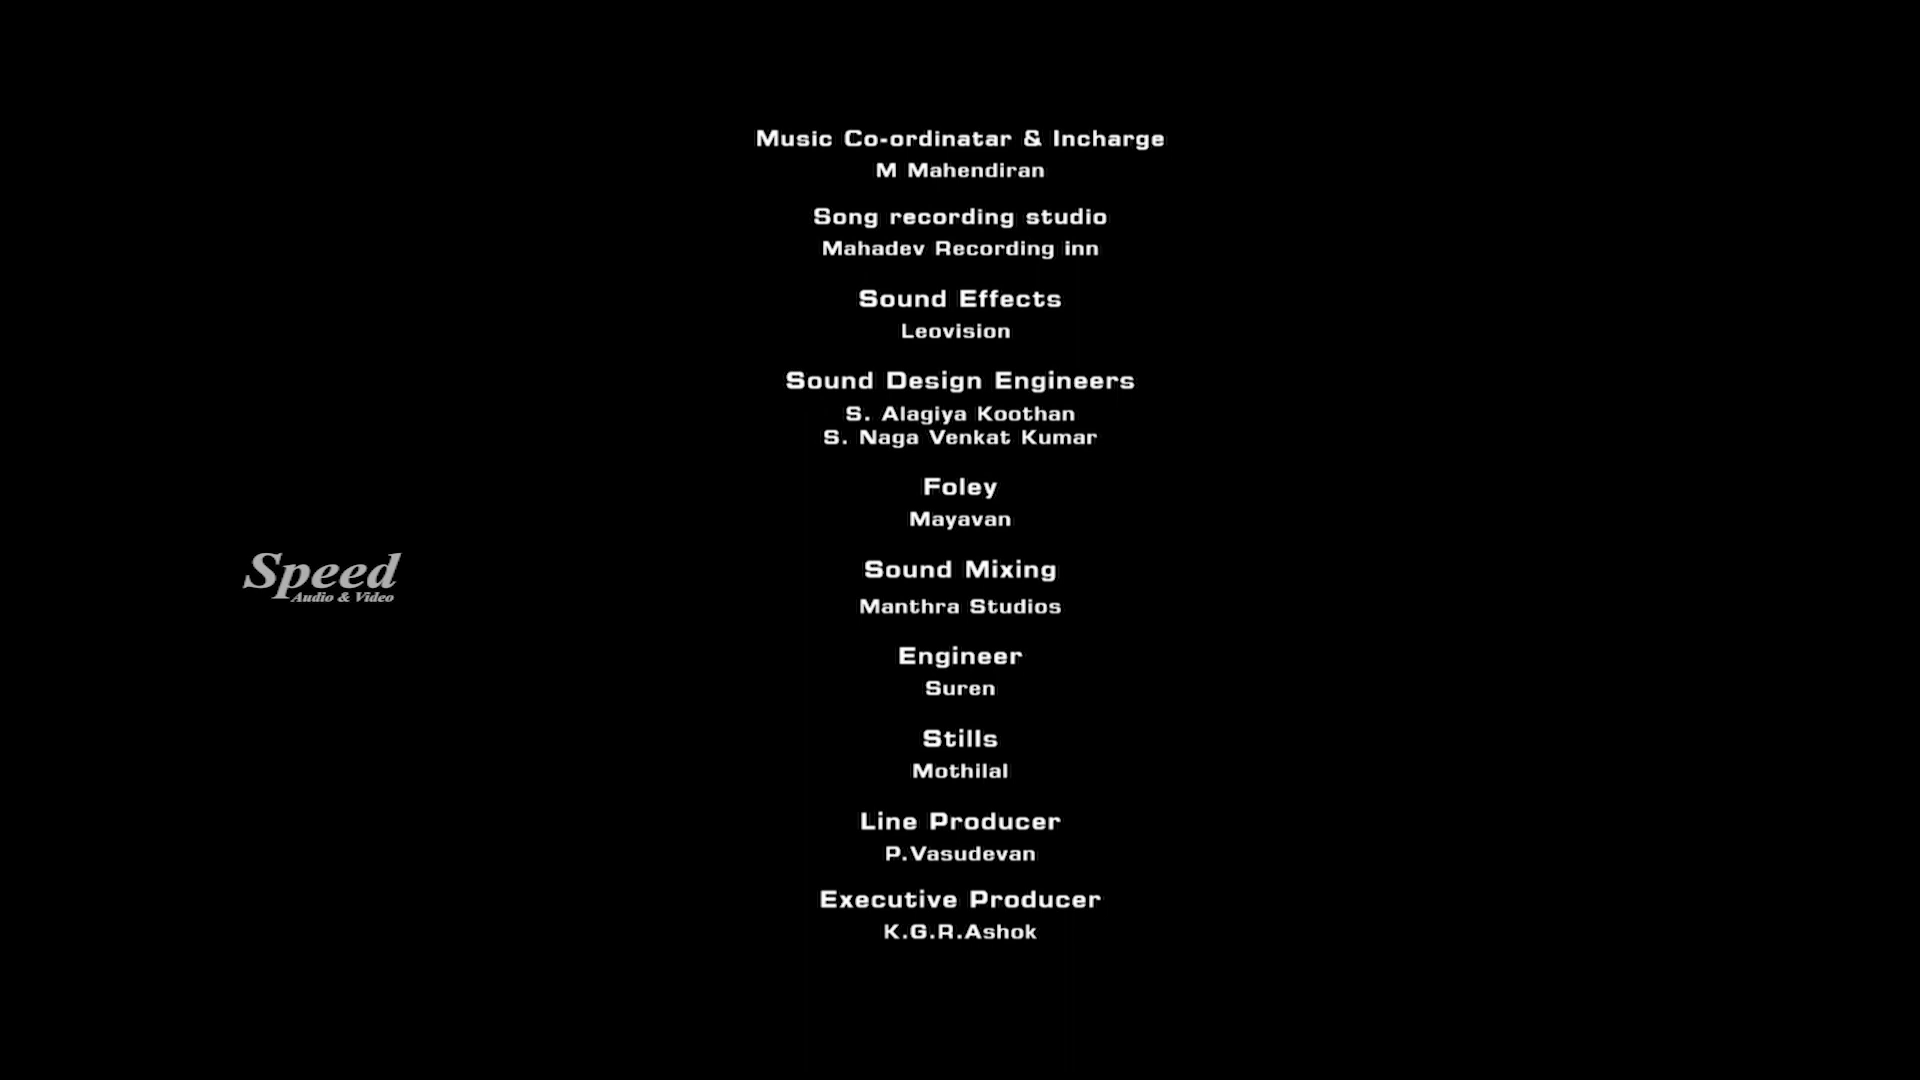 Music Co-ordinatar & Incharge
M Mahendiran
Song recording studio
Mahadev Recording inn
Sound Effects
Leovision
Sound Design Engineers
S. Alagiya Koothan
S. Naga Venkat Kumar
Foley
Mayavan
Speed
Audio & Video
Sound Mixing
Manthra Studios
Engineer
Suren
Stills
Mothilal
Line Producer
P.Vasudevan
Executive Producer
K.G.R.Ashok